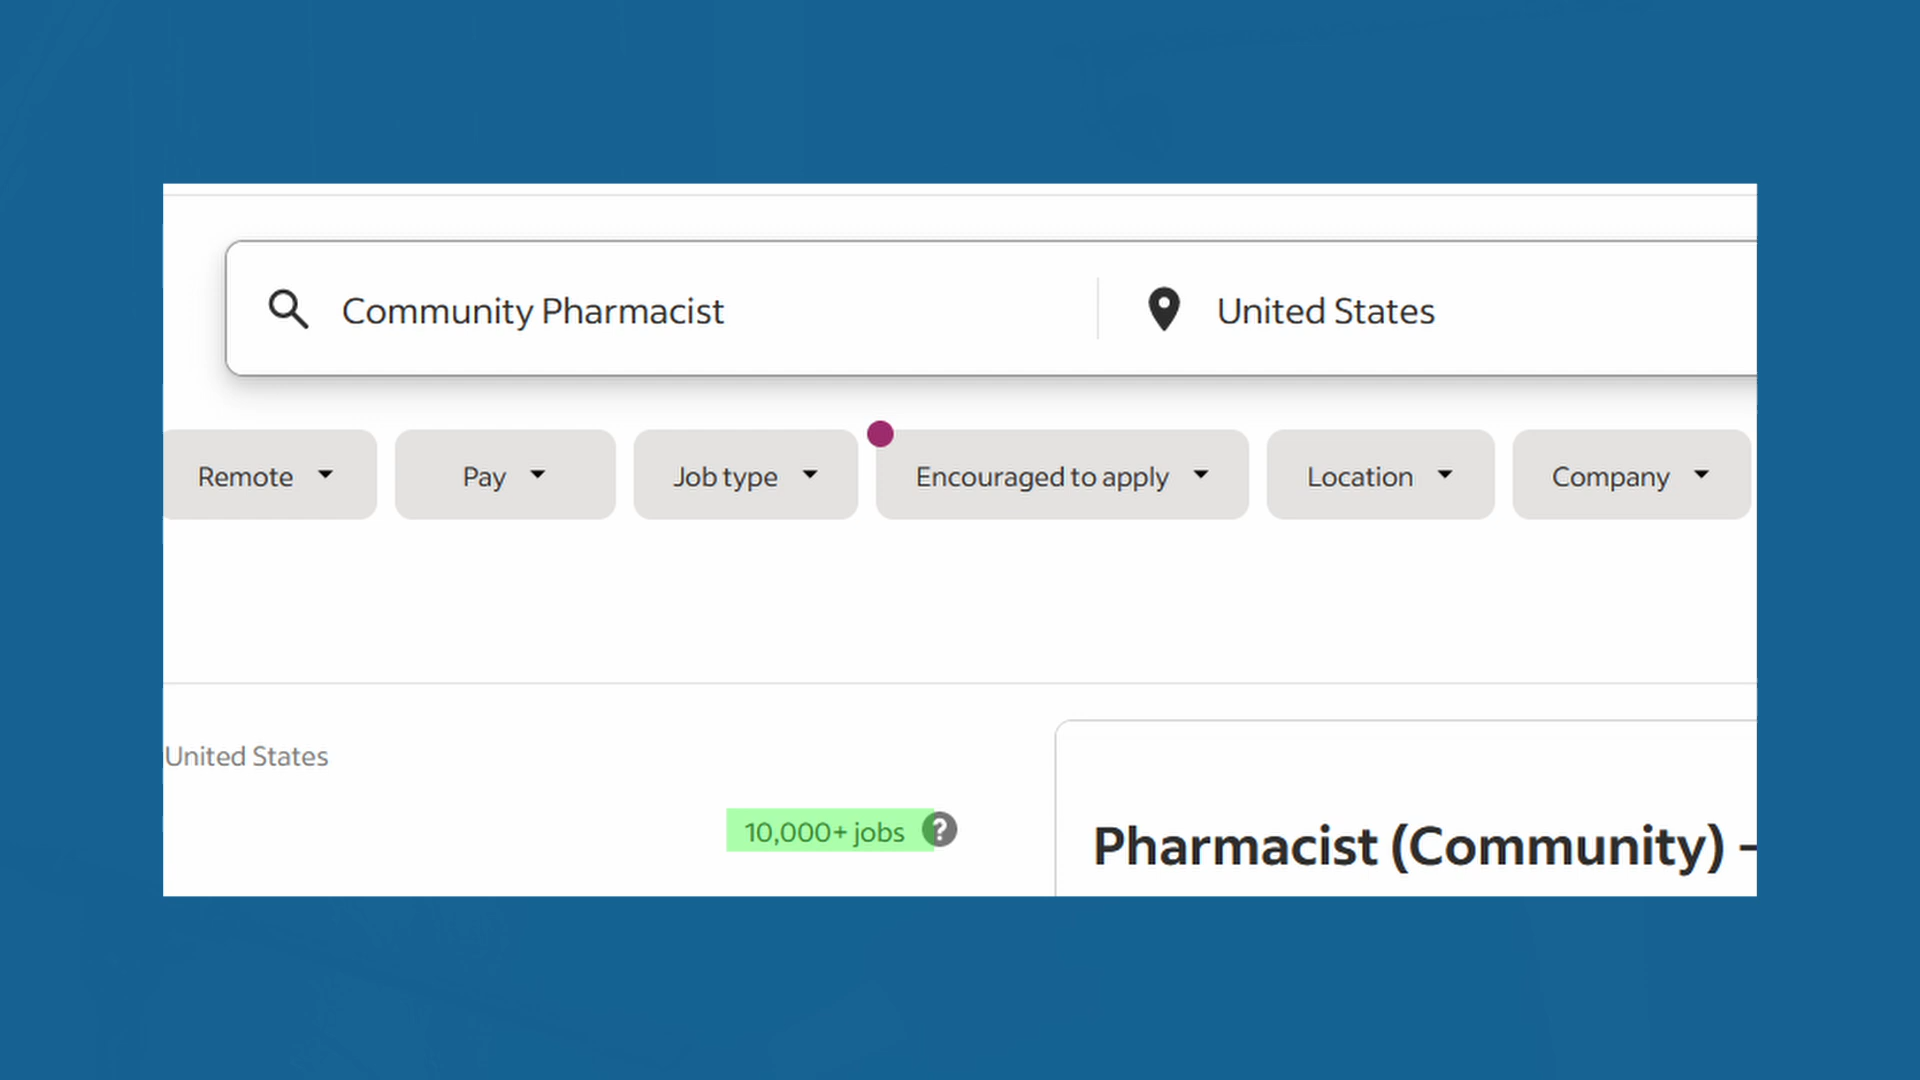 Community Pharmacist United States
Remote Pay Job type Encouraged to apply Location Company
United States
10,000+ jobs ?
Pharmacist (Community) –